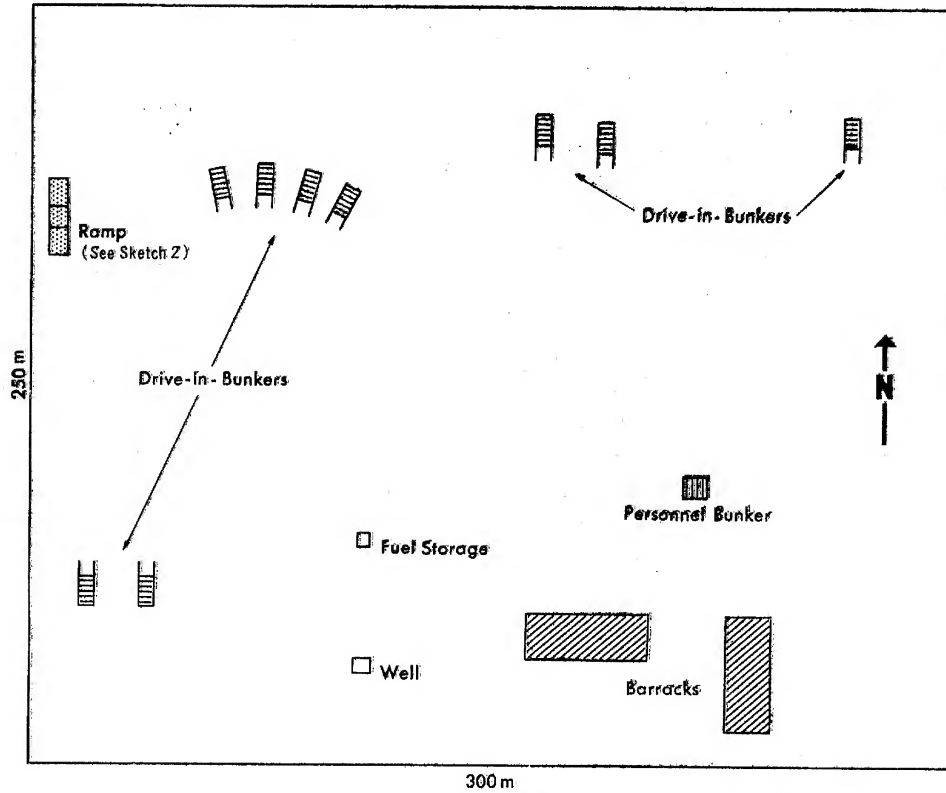 Drive-in-Bunkers
Ramp
(See Sketch 2)
250 m
Drive-in-Bunkers
N
Personnel Bunker
Fuel Storage
Well
Barracks
300 m